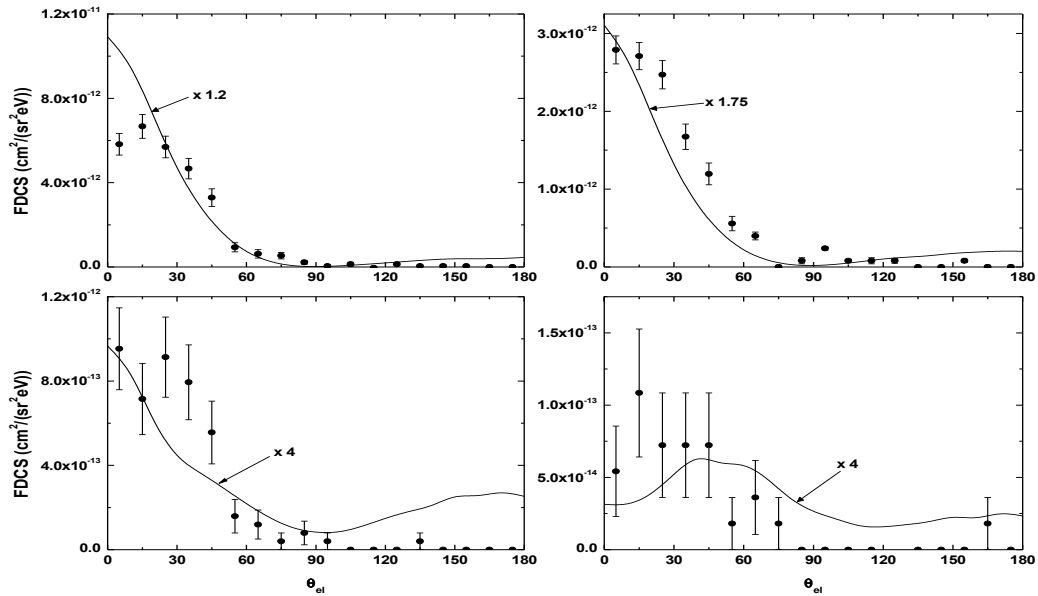 1.2x10⁻¹¹
8.0x10⁻¹²
4.0x10⁻¹²
0.0
0 30 60 90 120 150 180
FDCS (cm²/(sr²eV))
x 1.2
3.0x10⁻¹²
2.0x10⁻¹²
1.0x10⁻¹²
0.0
0 30 60 90 120 150 180
x 1.75
1.2x10⁻¹²
8.0x10⁻¹³
4.0x10⁻¹³
0.0
0 30 60 90 120 150 180
FDCS (cm²/(sr²eV))
x 4
θel
1.5x10⁻¹³
1.0x10⁻¹³
5.0x10⁻¹⁴
0.0
0 30 60 90 120 150 180
x 4
θel